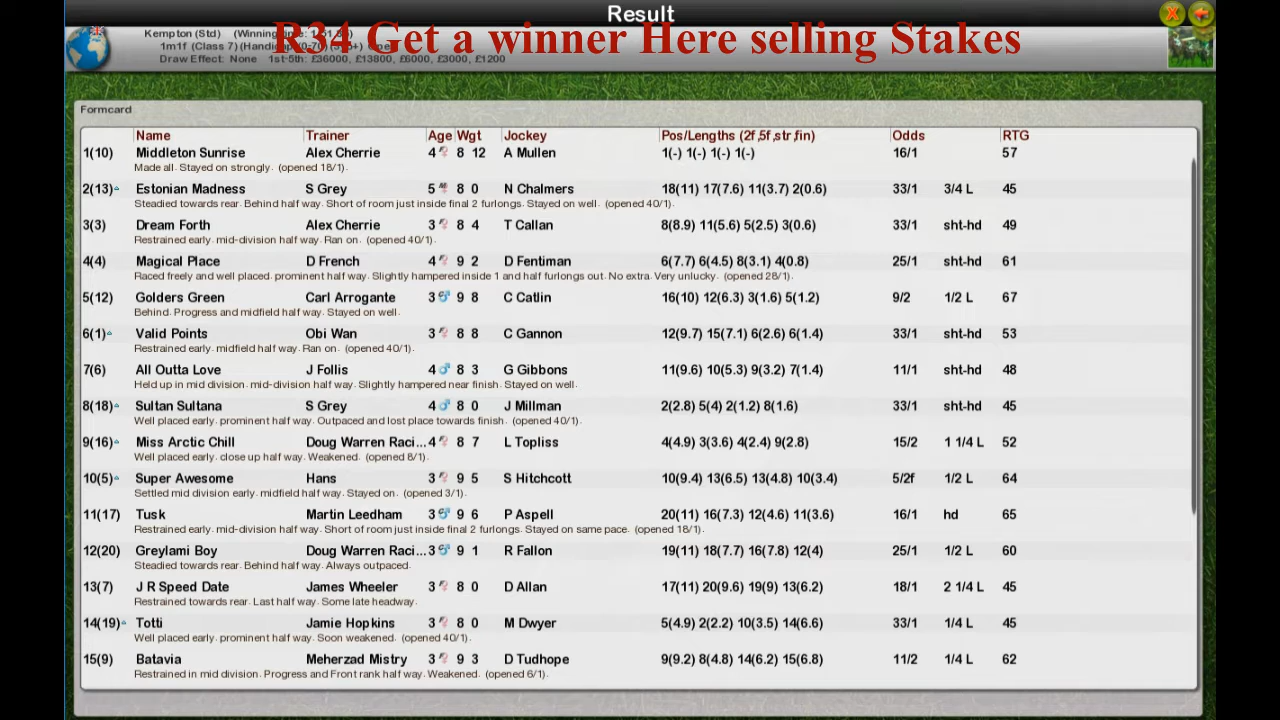 Result
R34 Get a winner Here selling Stakes
Kempton (Std) (Winning
1m1f (Class 7) (Handicap)
Draw Effect: None 1st-5th: £36000, £13800, £6000, £3000, £1200
Formcard
Name Trainer Age Wgt Jockey Pos/Lengths (2f,5f,str,fin) Odds RTG
1(10) Middleton Sunrise Alex Cherrie 4 8 12 A Mullen 1(-) 1(-) 1(-) 1(-) 16/1 57
Made all. Stayed on strongly. (opened 18/1).
2(13) Estonian Madness S Grey 5 8 0 N Chalmers 18(11) 17(7.6) 11(3.7) 2(0.6) 33/1 3/4 L 45
Steadied towards rear. Behind half way. Short of room just inside final 2 furlongs. Stayed on well. (opened 40/1).
3(3) Dream Forth Alex Cherrie 3 8 4 T Callan 8(8.9) 11(5.6) 5(2.5) 3(0.6) 33/1 sht-hd 49
Restrained early. mid-division half way. Ran on. (opened 40/1).
4(4) Magical Place D French 4 9 2 D Fentiman 6(7.7) 6(4.5) 8(3.1) 4(0.8) 25/1 sht-hd 61
Raced freely and well placed. prominent half way. Slightly hampered inside 1 and half furlongs out. No extra. Very unlucky. (opened 28/1).
5(12) Golders Green Carl Arrogante 3 9 8 C Catlin 16(10) 12(6.3) 3(1.6) 5(1.2) 9/2 1/2 L 67
Behind. Progress and midfield half way. Stayed on well.
6(1) Valid Points Obi Wan 3 8 8 C Gannon 12(9.7) 15(7.1) 6(2.6) 6(1.4) 33/1 sht-hd 53
Restrained early. midfield half way. Ran on. (opened 40/1).
7(6) All Outta Love J Follis 4 8 3 G Gibbons 11(9.6) 10(5.3) 9(3.2) 7(1.4) 11/1 sht-hd 48
Held up in mid division. mid-division half way. Slightly hampered near finish. Stayed on well.
8(18) Sultan Sultana S Grey 4 8 0 J Millman 2(2.8) 5(4) 2(1.2) 8(1.6) 33/1 sht-hd 45
Well placed early. prominent half way. Outpaced and lost place towards finish. (opened 40/1).
9(16) Miss Arctic Chill Doug Warren Raci... 4 8 7 L Topliss 4(4.9) 3(3.6) 4(2.4) 9(2.8) 15/2 1 1/4 L 52
Well placed early. close up half way. Weakened. (opened 8/1).
10(5) Super Awesome Hans 3 9 5 S Hitchcott 10(9.4) 13(6.5) 13(4.8) 10(3.4) 5/2f 1/2 L 64
Settled mid division early. midfield half way. Stayed on. (opened 3/1).
11(17) Tusk Martin Leedham 3 9 6 P Aspell 20(11) 16(7.3) 12(4.6) 11(3.6) 16/1 hd 65
Restrained early. mid-division half way. Short of room just inside final 2 furlongs. Stayed on same pace. (opened 18/1).
12(20) Greylami Boy Doug Warren Raci... 3 9 1 R Fallon 19(11) 18(7.7) 16(7.8) 12(4) 25/1 1/2 L 60
Steadied towards rear. Behind half way. Always outpaced.
13(7) J R Speed Date James Wheeler 3 8 0 D Allan 17(11) 20(9.6) 19(9) 13(6.2) 18/1 2 1/4 L 45
Restrained towards rear. Last half way. Some late headway.
14(19) Totti Jamie Hopkins 3 8 0 M Dwyer 5(4.9) 2(2.2) 10(3.5) 14(6.6) 33/1 1/4 L 45
Well placed early. prominent half way. Soon weakened. (opened 40/1).
15(9) Batavia Meherzad Mistry 3 9 3 D Tudhope 9(9.2) 8(4.8) 14(6.2) 15(6.8) 11/2 1/4 L 62
Restrained in mid division. Progress and Front rank half way. Weakened. (opened 6/1).